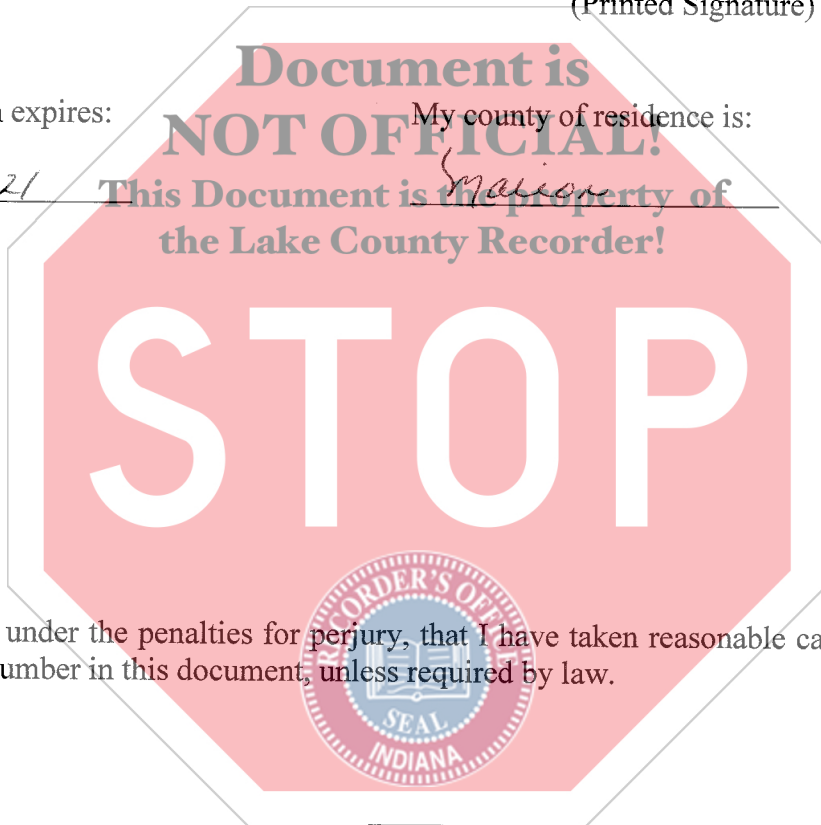 (Printed Signature)
Document is
expires:
My county of residence is:
NOT OFFICIAL!
21
Marion
This Document is the property of
the Lake County Recorder!
STOP
RECORDER'S OFFICE
under the penalties for perjury, that I have taken reasonable ca
umber in this document, unless required by law.
SEAL
INDIANA